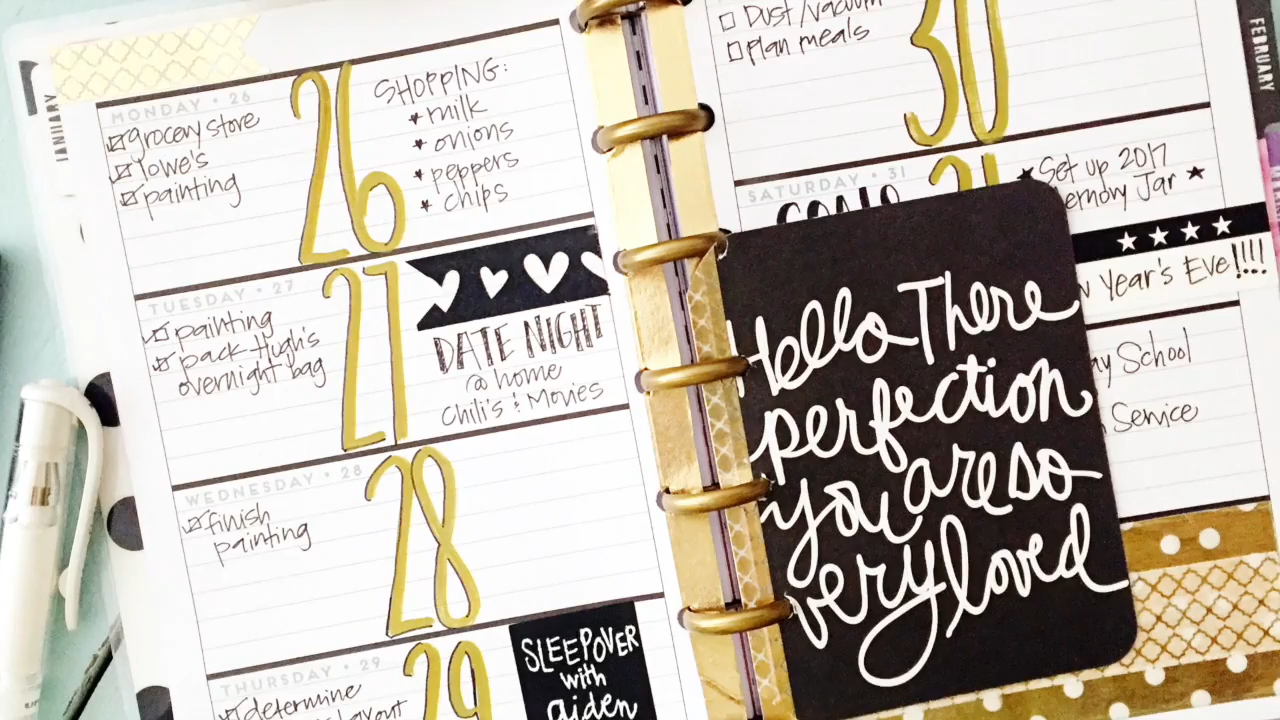 JANUARY
MONDAY • 26
grocery store
lowe's
painting
26
SHOPPING:
milk
onions
peppers
chips
TUESDAY • 27
painting
pack Hugh's
overnight bag
27
DATE NIGHT
@ home
Chili's & Movies
WEDNESDAY • 28
finish
painting
28
THURSDAY • 29
determine
layout
29
SLEEPOVER
with
aiden
Dust/vacuum
plan meals
30
FEBRUARY
SATURDAY • 31
GOALS
31
Set up 2017
Memory Jar
Year's Eve!!!!
School
Service
Hello There
perfection
you are so
very loved